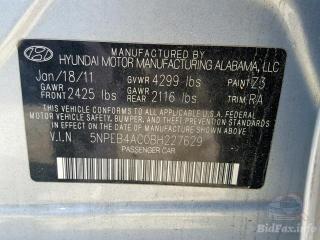 MANUFACTURED BY
HYUNDAI MOTOR MANUFACTURING ALABAMA, LLC
Jan/18/11 GVWR 4299 lbs PAINT Z3
GAWR FRONT 2425 lbs GAWR REAR 2116 lbs TRIM RA
THIS VEHICLE CONFORMS TO ALL APPLICABLE U.S. FEDERAL MOTOR
VEHICLE SAFETY, BUMPER, AND THEFT PREVENTION STANDARDS
IN EFFECT ON THE DATE OF MANUFACTURE SHOWN ABOVE.
V.I.N 5NPEB4AC0BH227629
PASSENGER CAR
BidFax.info